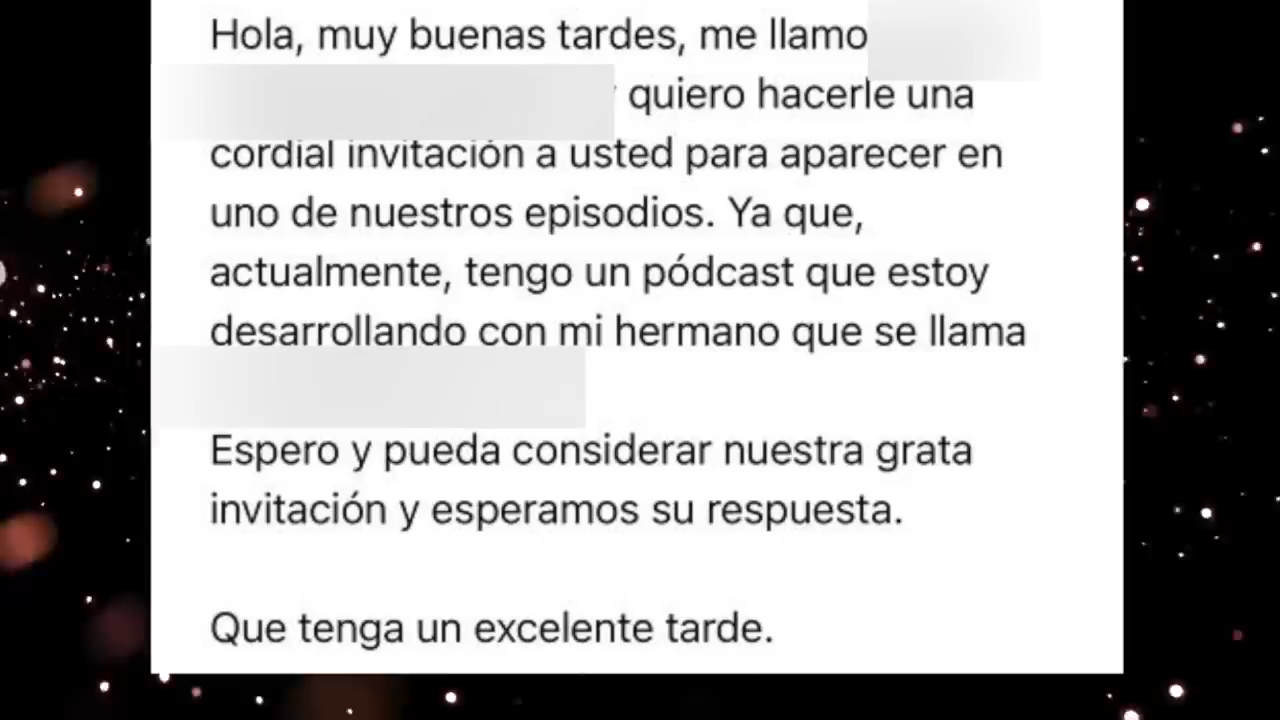 Hola, muy buenas tardes, me llamo
quiero hacerle una
cordial invitación a usted para aparecer en
uno de nuestros episodios. Ya que,
actualmente, tengo un pódcast que estoy
desarrollando con mi hermano que se llama
Espero y pueda considerar nuestra grata
invitación y esperamos su respuesta.
Que tenga un excelente tarde.